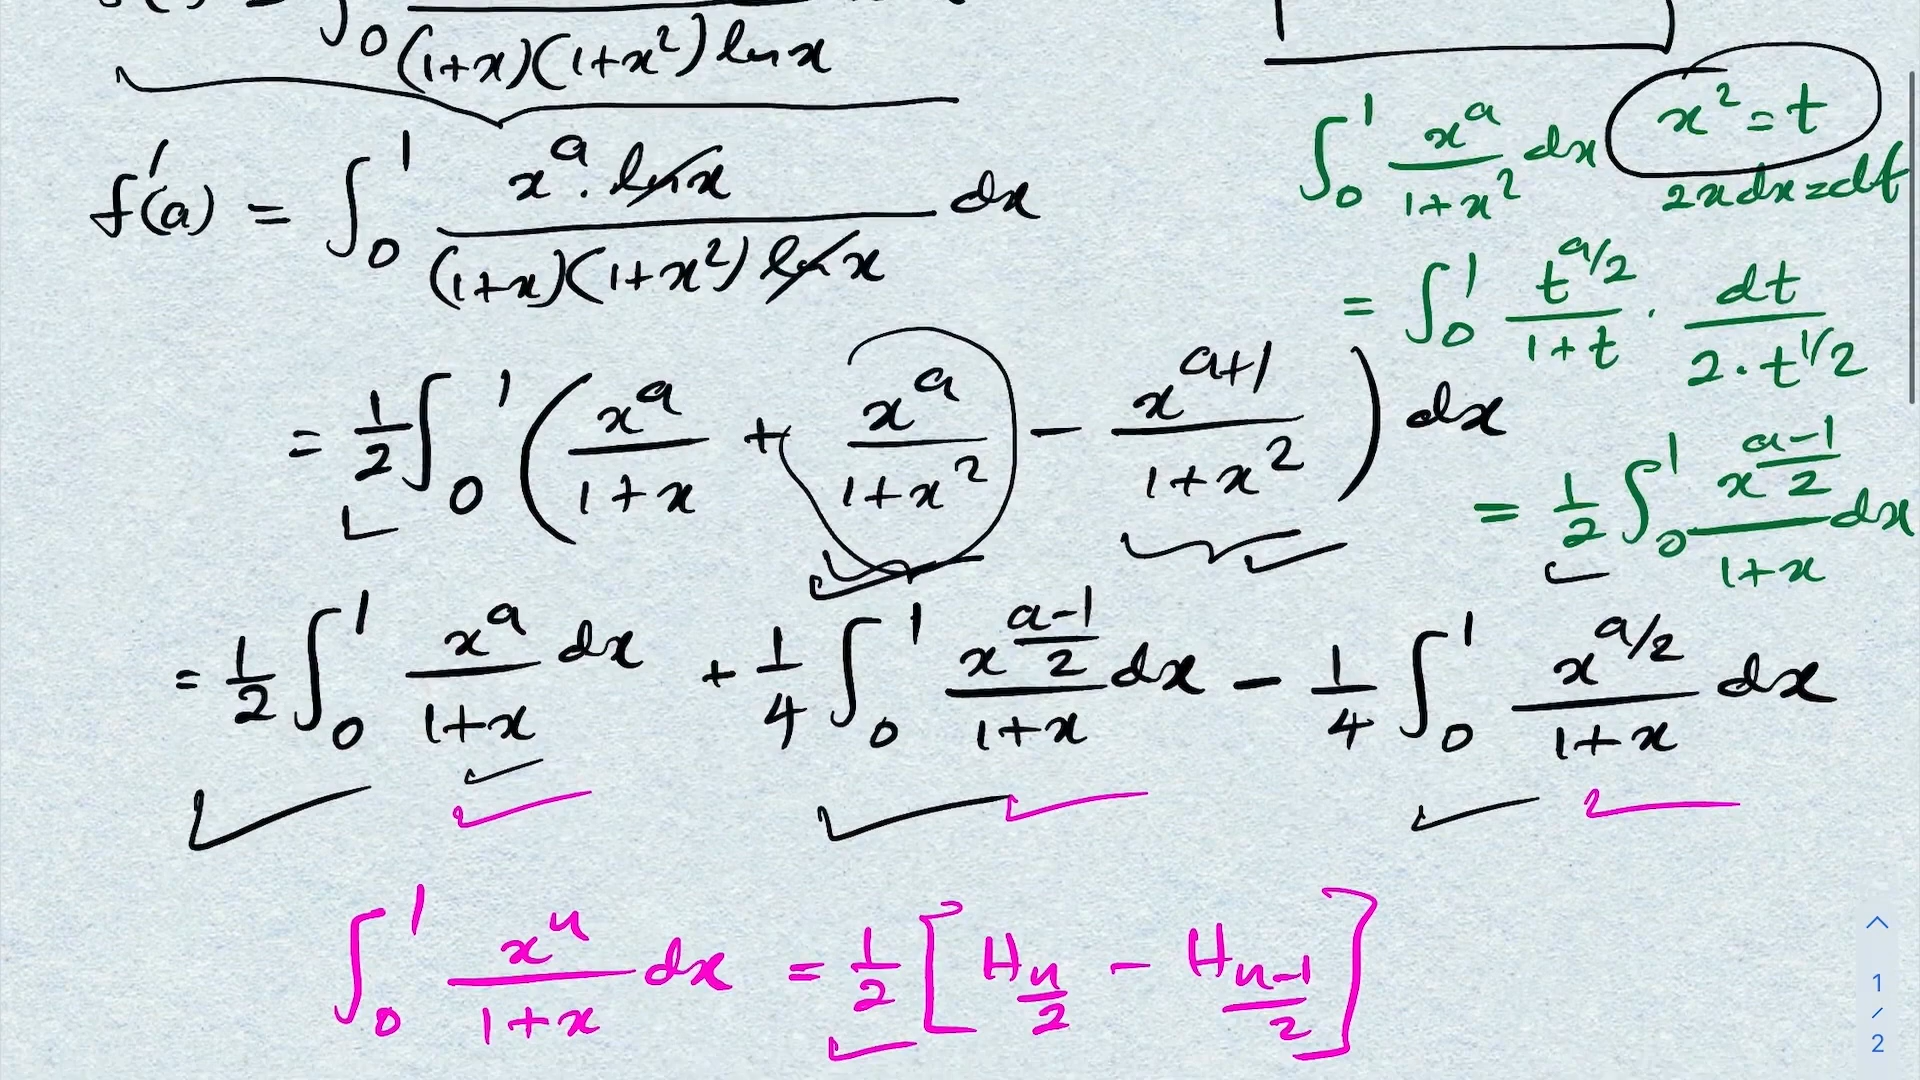 ∫₀ (1+x)(1+x²) ln x
f'(a) = ∫₀¹ (x^a · ln x)/((1+x)(1+x²) ln x) dx
= 1/2 ∫₀¹ (x^a/(1+x) + x^a/(1+x²) − x^(a+1)/(1+x²)) dx
= 1/2 ∫₀¹ x^a/(1+x) dx + 1/4 ∫₀¹ x^((a-1)/2)/(1+x) dx − 1/4 ∫₀¹ x^(a/2)/(1+x) dx
∫₀¹ x^n/(1+x) dx = 1/2 [H_(n/2) − H_((n-1)/2)]
∫₀¹ x^a/(1+x²) dx x² = t
2x dx = dt
= ∫₀¹ t^(a/2)/(1+t) · dt/(2·t^(1/2))
= 1/2 ∫₀¹ x^((a-1)/2)/(1+x) dx
1
/
2